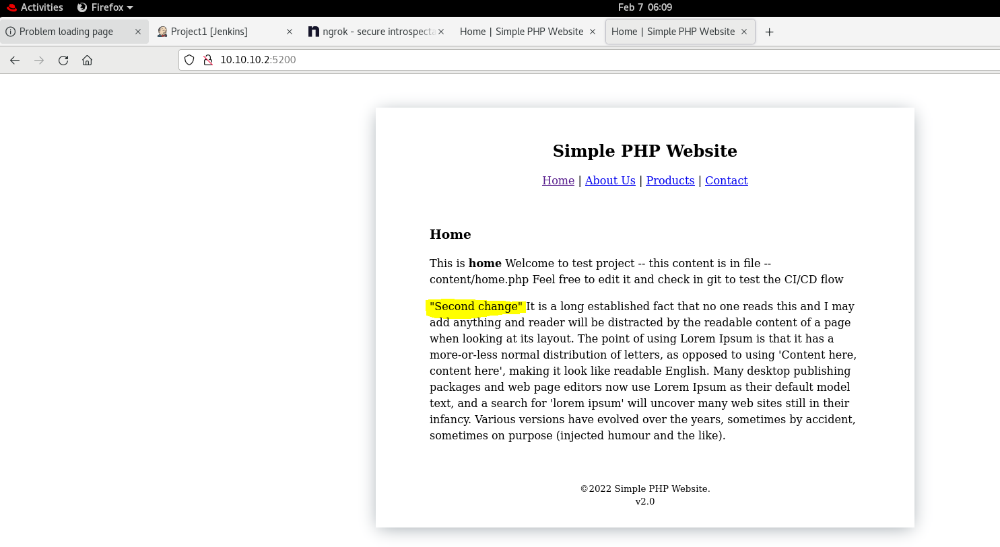 Activities Firefox Feb 7 06:09
Problem loading page Project1 [Jenkins] ngrok - secure introspecta Home | Simple PHP Website Home | Simple PHP Website
10.10.10.2:5200
Simple PHP Website
Home | About Us | Products | Contact
Home
This is home Welcome to test project -- this content is in file --
content/home.php Feel free to edit it and check in git to test the CI/CD flow
"Second change" It is a long established fact that no one reads this and I may
add anything and reader will be distracted by the readable content of a page
when looking at its layout. The point of using Lorem Ipsum is that it has a
more-or-less normal distribution of letters, as opposed to using 'Content here,
content here', making it look like readable English. Many desktop publishing
packages and web page editors now use Lorem Ipsum as their default model
text, and a search for 'lorem ipsum' will uncover many web sites still in their
infancy. Various versions have evolved over the years, sometimes by accident,
sometimes on purpose (injected humour and the like).
©2022 Simple PHP Website.
v2.0